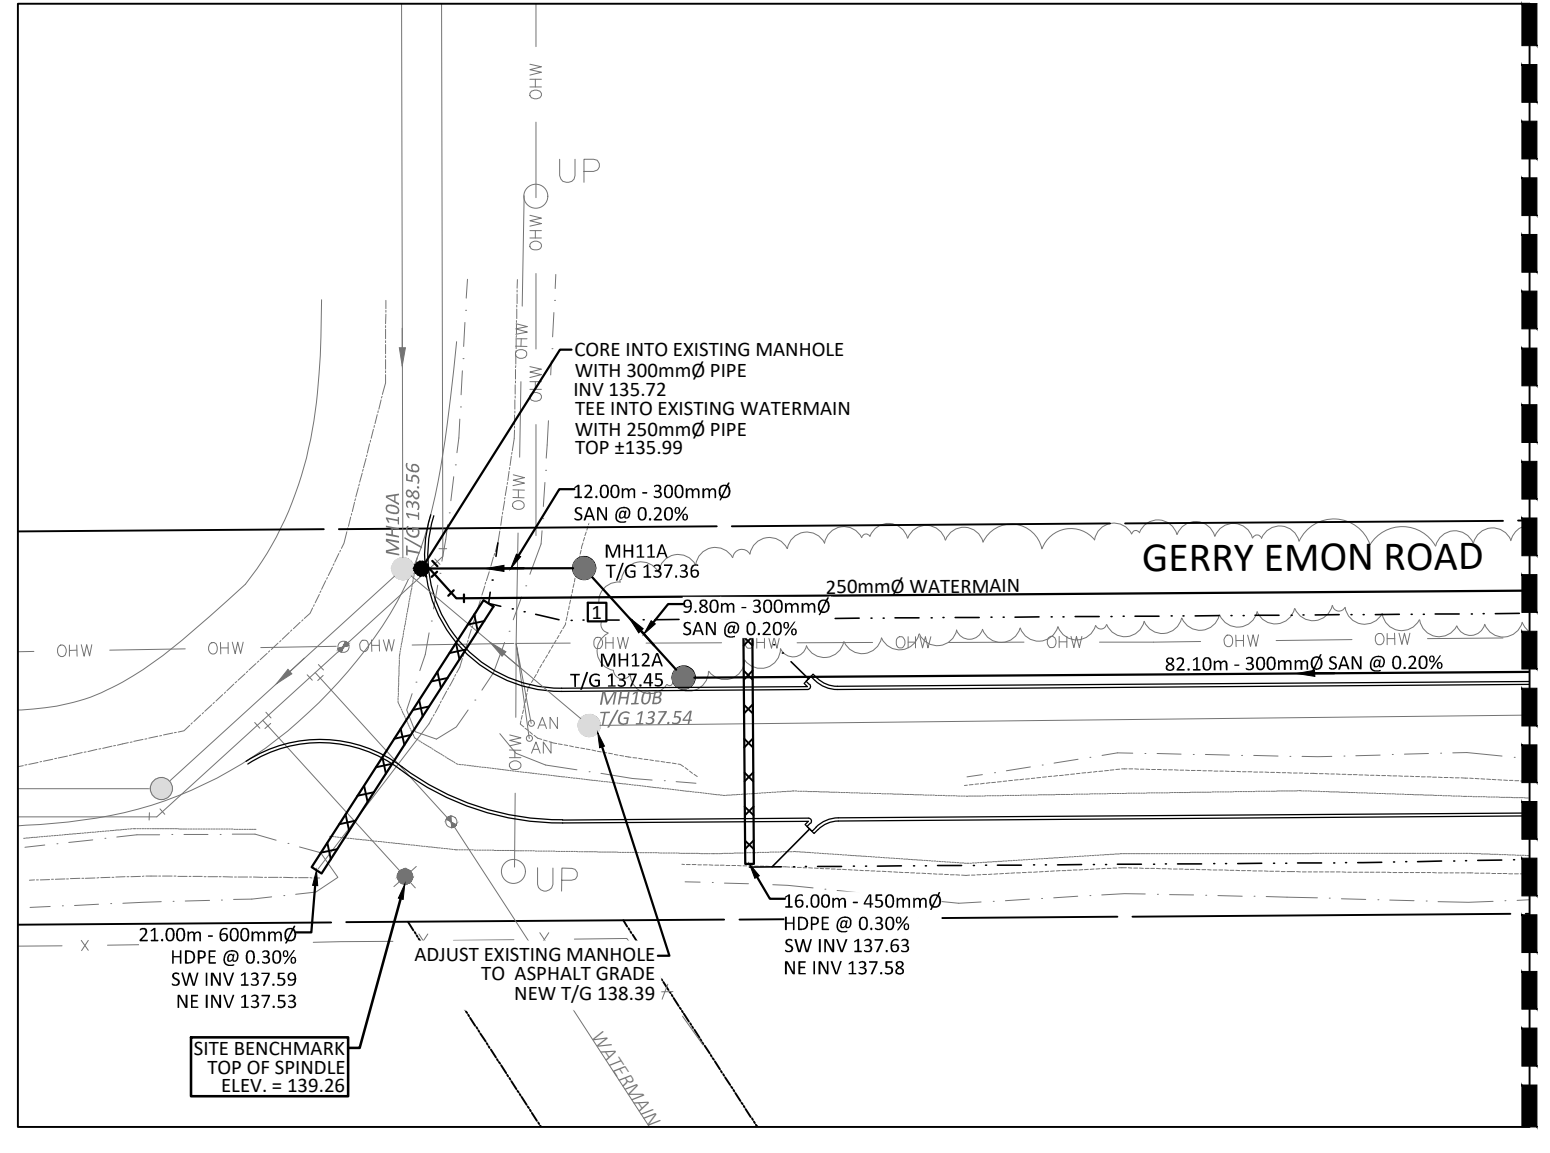 OHW
UP
OHW
OHW
OHW
CORE INTO EXISTING MANHOLE
WITH 300mmØ PIPE
INV 135.72
TEE INTO EXISTING WATERMAIN
WITH 250mmØ PIPE
TOP ±135.99
OHW
MH10A
T/G 138.56
12.00m - 300mmØ
SAN @ 0.20%
MH11A
T/G 137.36
GERRY EMON ROAD
250mmØ WATERMAIN
1
9.80m - 300mmØ
SAN @ 0.20%
OHW
OHW
OHW
OHW
OHW
OHW
OHW
OHW
OHW
82.10m - 300mmØ SAN @ 0.20%
MH12A
T/G 137.45
MH10B
T/G 137.54
AN
AN
OHW
UP
16.00m - 450mmØ
HDPE @ 0.30%
SW INV 137.63
NE INV 137.58
21.00m - 600mmØ
HDPE @ 0.30%
SW INV 137.59
NE INV 137.53
X
ADJUST EXISTING MANHOLE
TO ASPHALT GRADE
NEW T/G 138.39
SITE BENCHMARK
TOP OF SPINDLE
ELEV. = 139.26
WATERMAIN